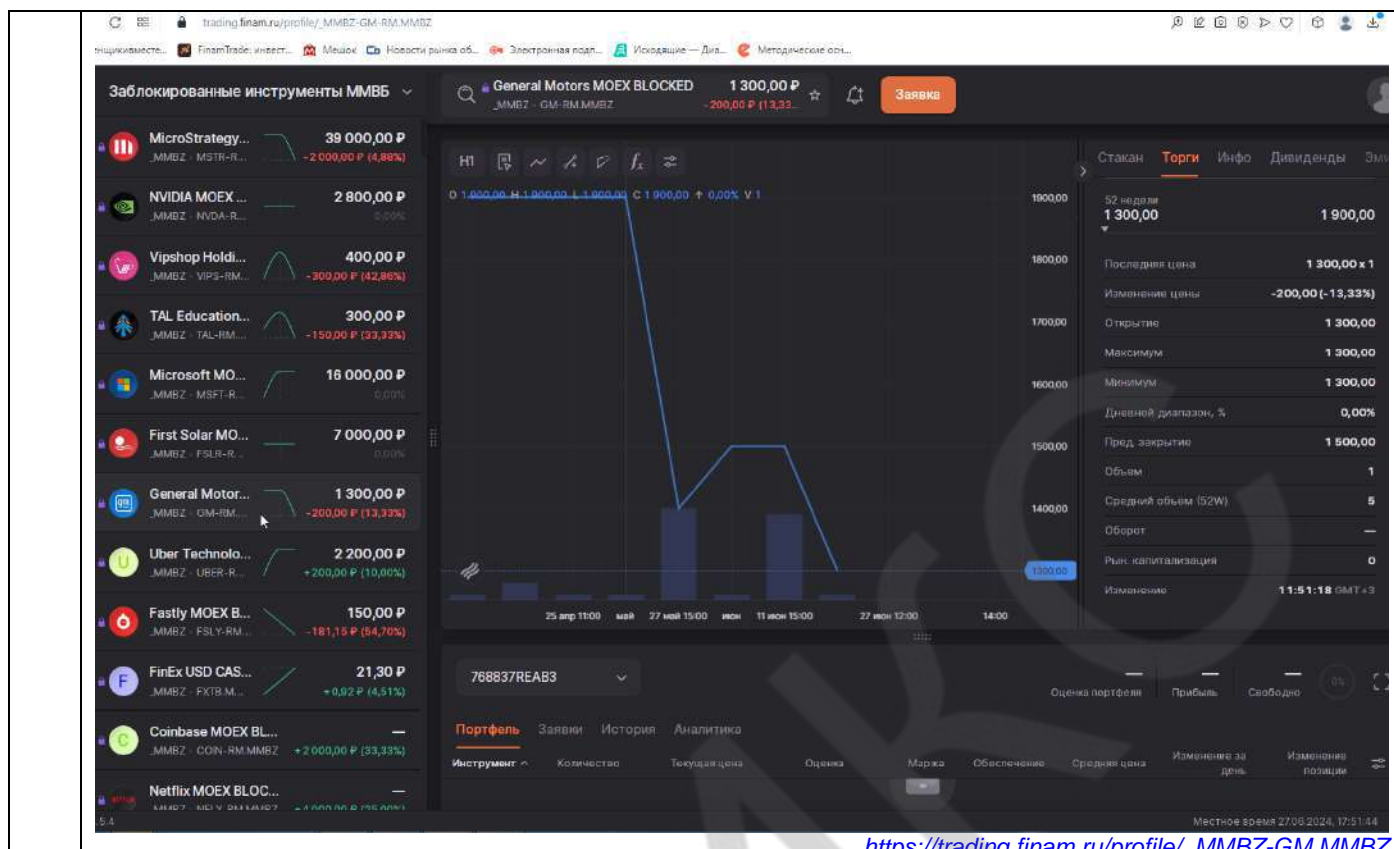 trading.finam.ru/profile/_MMBZ-GM-RM.MMBZ
енщикивместе... FinamTrade: инвест... Мешок Новости рынка об... Электронная подп... Исходящие — Диа... Методические осн...
Заблокированные инструменты ММВБ
General Motors MOEX BLOCKED 1 300,00 ₽
_MMBZ · GM-RM.MMBZ -200,00 ₽ (13,33...
Заявка
MicroStrategy... 39 000,00 ₽
_MMBZ · MSTR-R... -2 000,00 ₽ (4,88%)
NVIDIA MOEX ... 2 800,00 ₽
_MMBZ · NVDA-R... 0,00%
Vipshop Holdi... 400,00 ₽
_MMBZ · VIPS-RM... -300,00 ₽ (42,86%)
TAL Education... 300,00 ₽
_MMBZ · TAL-RM.... -150,00 ₽ (33,33%)
Microsoft MO... 16 000,00 ₽
_MMBZ · MSFT-R... 0,00%
First Solar MO... 7 000,00 ₽
_MMBZ · FSLR-R... 0,00%
General Motor... 1 300,00 ₽
_MMBZ · GM-RM.... -200,00 ₽ (13,33%)
Uber Technolo... 2 200,00 ₽
_MMBZ · UBER-R... +200,00 ₽ (10,00%)
Fastly MOEX B... 150,00 ₽
_MMBZ · FSLY-RM... -181,15 ₽ (54,70%)
FinEx USD CAS... 21,30 ₽
_MMBZ · FXTB.M... +0,92 ₽ (4,51%)
Coinbase MOEX BL... —
_MMBZ · COIN-RM.MMBZ +2 000,00 ₽ (33,33%)
Netflix MOEX BLOC... —
_MMBZ · NFLX-RM.MMBZ +4 000,00 ₽ (25,00%)
H1
O 1 900,00 H 1 900,00 L 1 900,00 C 1 900,00 ↑ 0,00% V 1
1900,00
1800,00
1700,00
1600,00
1500,00
1400,00
1300,00
25 апр 11:00 май 27 май 15:00 июн 11 июн 15:00 27 июн 12:00 14:00
Стакан Торги Инфо Дивиденды Эми
52 недели
1 300,00 1 900,00
Последняя цена 1 300,00 x 1
Изменение цены -200,00 (-13,33%)
Открытие 1 300,00
Максимум 1 300,00
Минимум 1 300,00
Дневной диапазон, % 0,00%
Пред. закрытие 1 500,00
Объем 1
Средний объем (52W) 5
Оборот —
Рын. капитализация 0
Изменение 11:51:18 GMT+3
768837REAB3
— — — 0%
Оценка портфеля Прибыль Свободно
Портфель Заявки История Аналитика
Инструмент Количество Текущая цена Оценка Маржа Обеспечение Средняя цена Изменение за день Изменение позиции
.5.4
Местное время 27.06.2024, 17:51:44
https://trading.finam.ru/profile/_MMBZ-GM.MMBZ